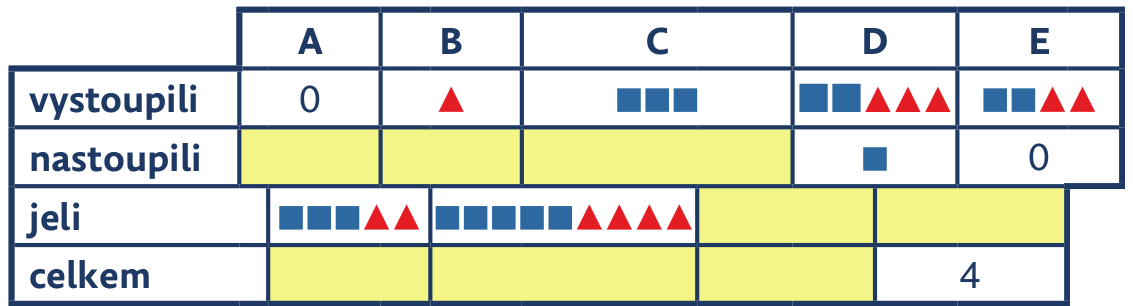 A B C D E
vystoupili 0
nastoupili 0
jeli
celkem 4